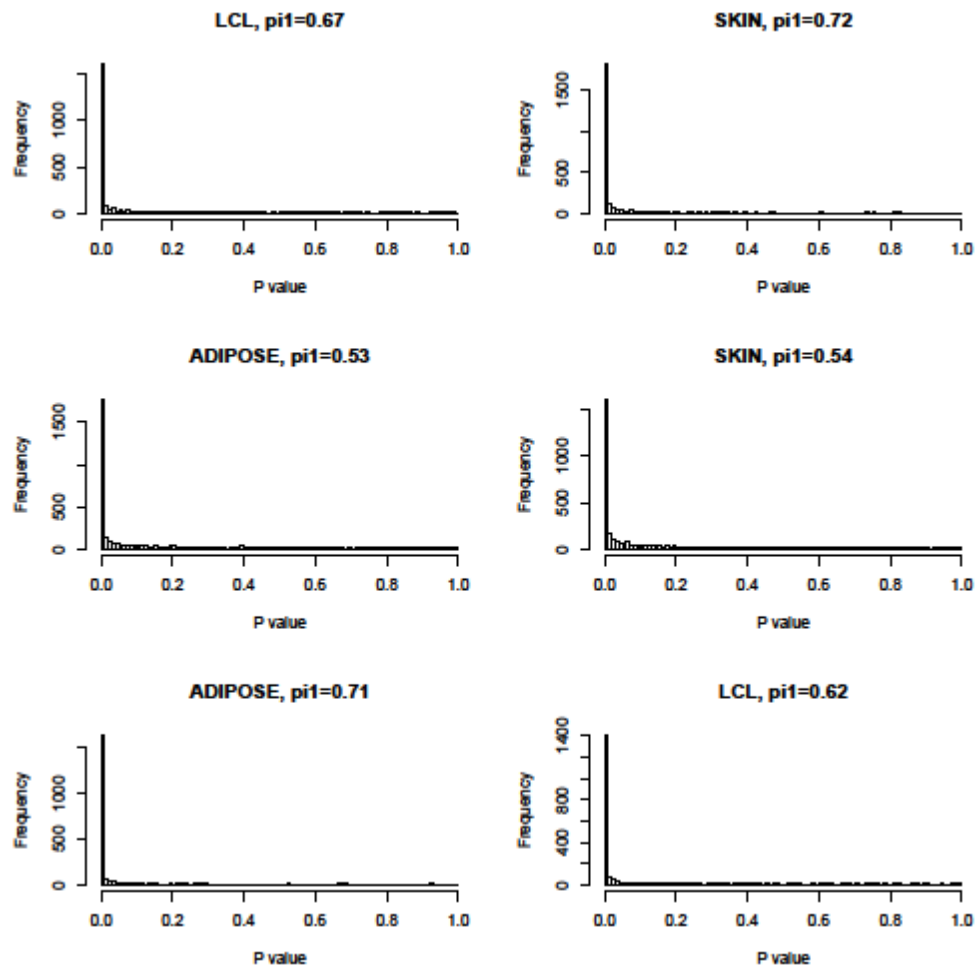 LCL, pi1=0.67
Frequency
1000
500
0
0.0 0.2 0.4 0.6 0.8 1.0
P value
SKIN, pi1=0.72
Frequency
1500
500
0
0.0 0.2 0.4 0.6 0.8 1.0
P value
ADIPOSE, pi1=0.53
Frequency
1500
500
0
0.0 0.2 0.4 0.6 0.8 1.0
P value
SKIN, pi1=0.54
Frequency
1000
500
0
0.0 0.2 0.4 0.6 0.8 1.0
P value
ADIPOSE, pi1=0.71
Frequency
1000
500
0
0.0 0.2 0.4 0.6 0.8 1.0
P value
LCL, pi1=0.62
Frequency
1400
800
400
0
0.0 0.2 0.4 0.6 0.8 1.0
P value